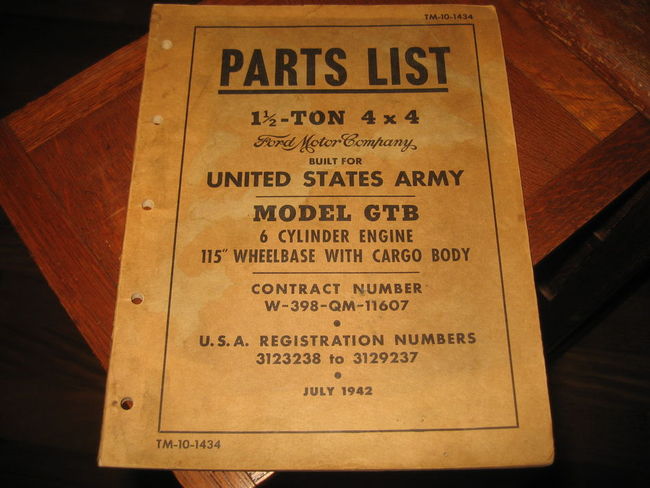 TM-10-1434
PARTS LIST
1½-TON 4 x 4
Ford Motor Company
BUILT FOR
UNITED STATES ARMY
MODEL GTB
6 CYLINDER ENGINE
115" WHEELBASE WITH CARGO BODY
CONTRACT NUMBER
W-398-QM-11607
•
U.S.A. REGISTRATION NUMBERS
3123238 to 3129237
•
JULY 1942
TM-10-1434